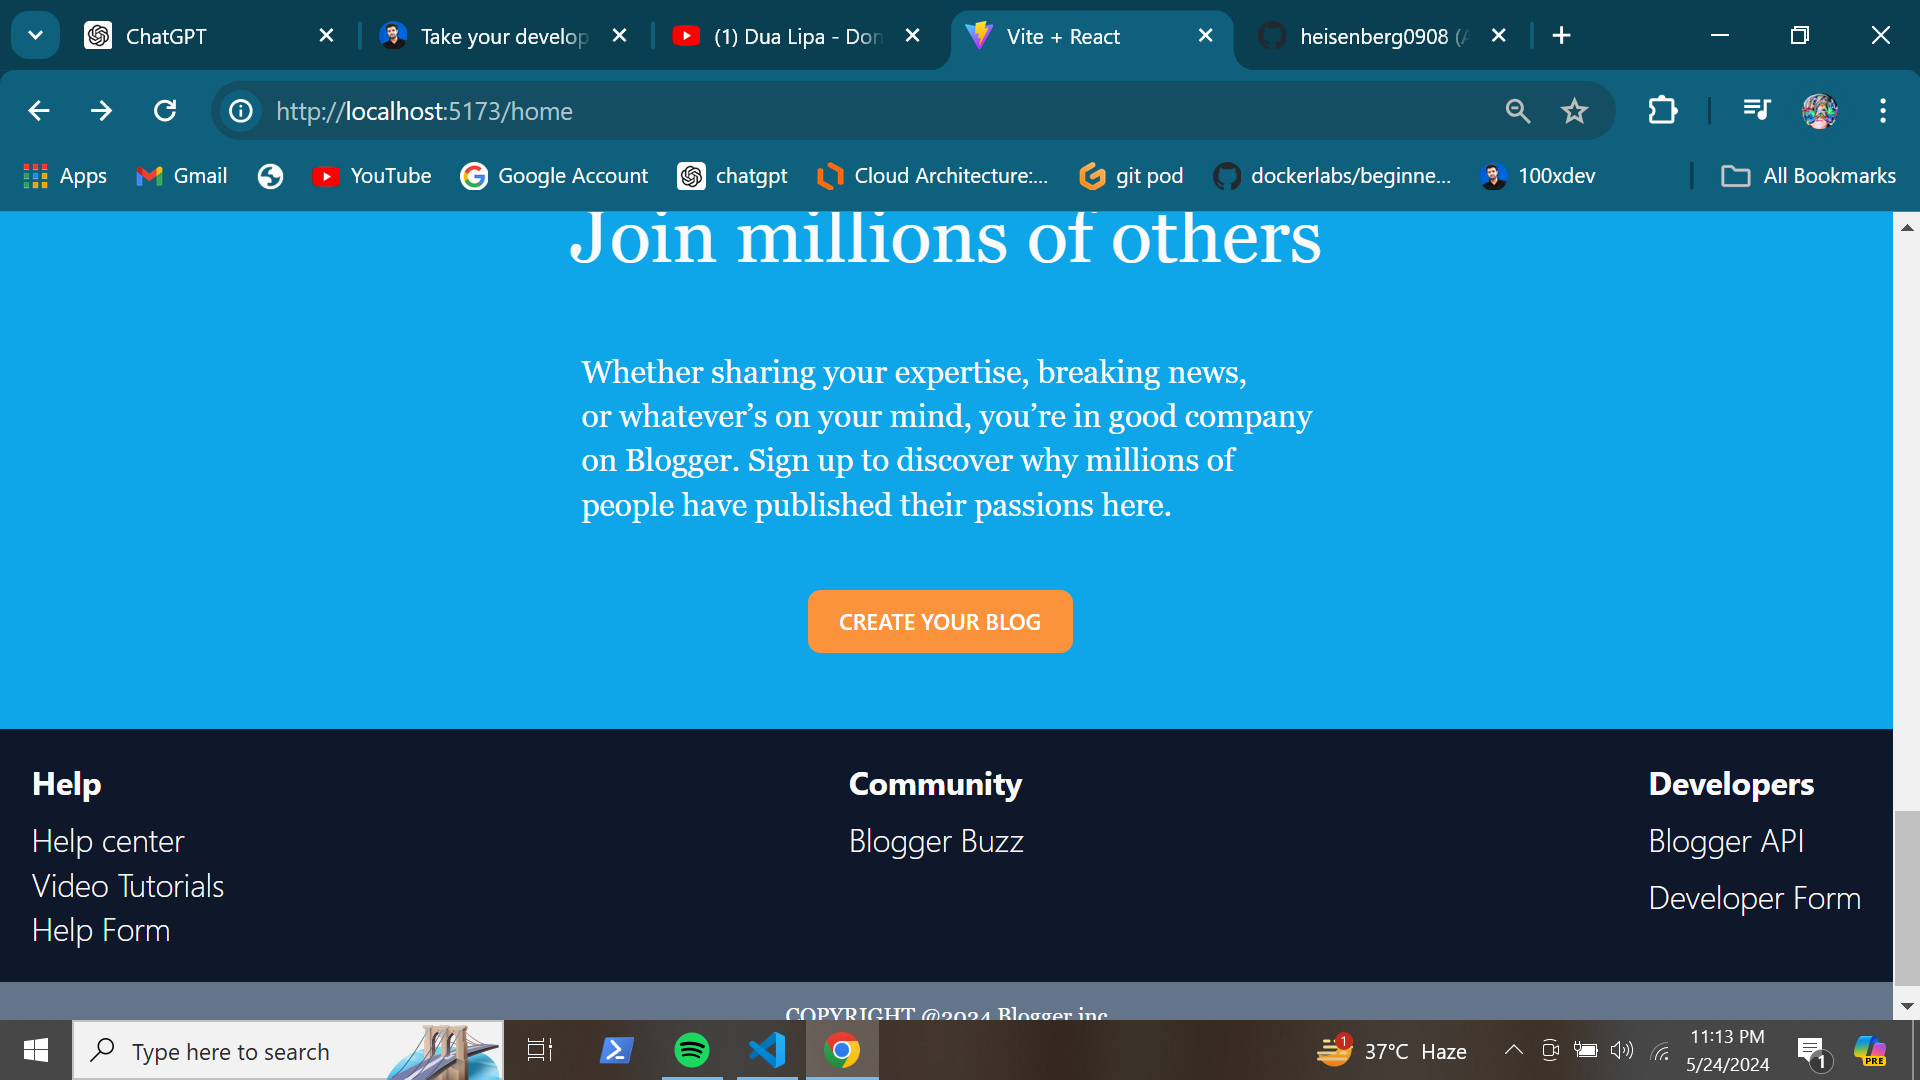 ChatGPT
Take your develop
(1) Dua Lipa - Don
Vite + React
heisenberg0908 (
http://localhost:5173/home
Apps
Gmail
YouTube
Google Account
chatgpt
Cloud Architecture:...
git pod
dockerlabs/beginne...
100xdev
All Bookmarks
Join millions of others
Whether sharing your expertise, breaking news,
or whatever’s on your mind, you’re in good company
on Blogger. Sign up to discover why millions of
people have published their passions here.
CREATE YOUR BLOG
Help
Help center
Video Tutorials
Help Form
Community
Blogger Buzz
Developers
Blogger API
Developer Form
COPYRIGHT @2024 Blogger inc
Type here to search
1
37°C Haze
11:13 PM
5/24/2024
1
PRE